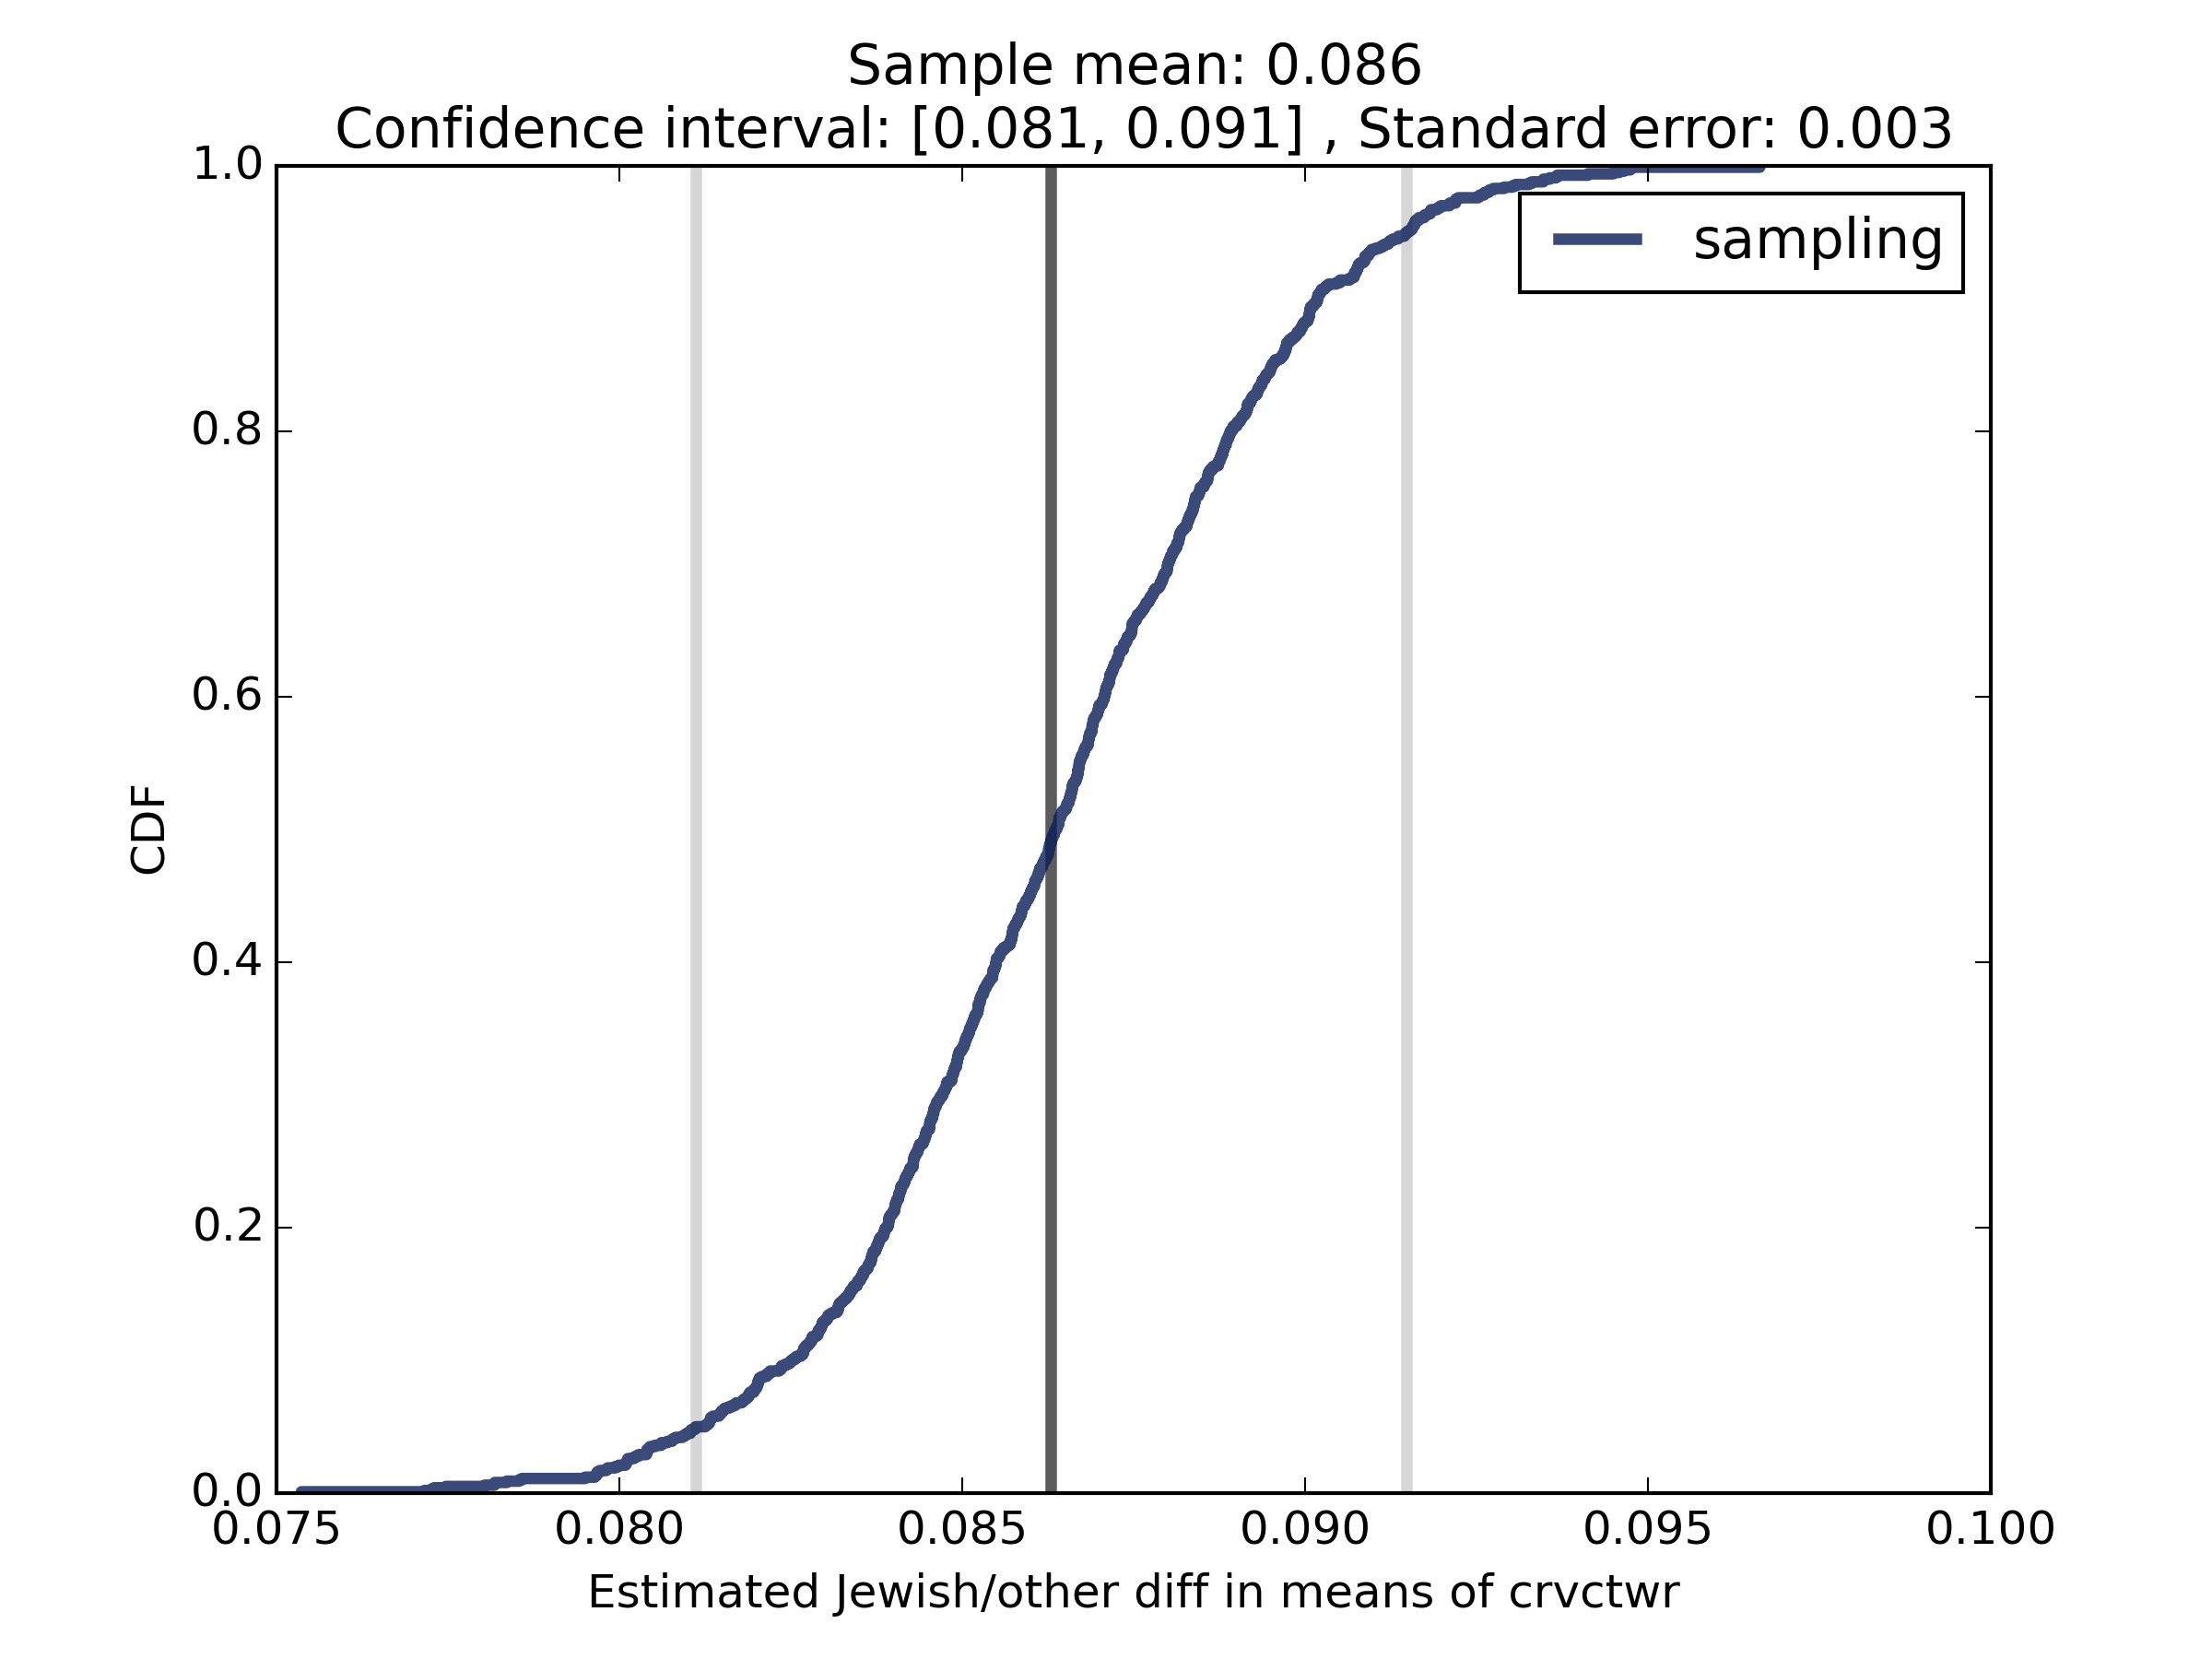 Sample mean: 0.086
Confidence interval: [0.081, 0.091] , Standard error: 0.003
1.0
0.8
0.6
0.4
0.2
0.0
CDF
sampling
0.075 0.080 0.085 0.090 0.095 0.100
Estimated Jewish/other diff in means of crvctwr